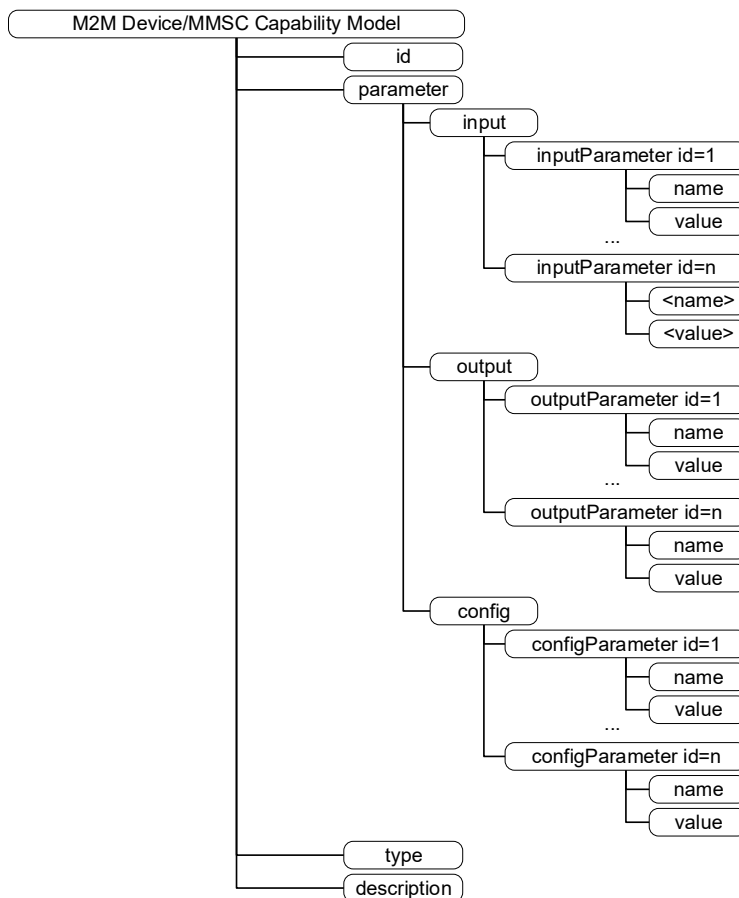 M2M Device/MMSC Capability Model
id
parameter
input
inputParameter id=1
name
value
...
inputParameter id=n
<name>
<value>
output
outputParameter id=1
name
value
...
outputParameter id=n
name
value
config
configParameter id=1
name
value
...
configParameter id=n
name
value
type
description